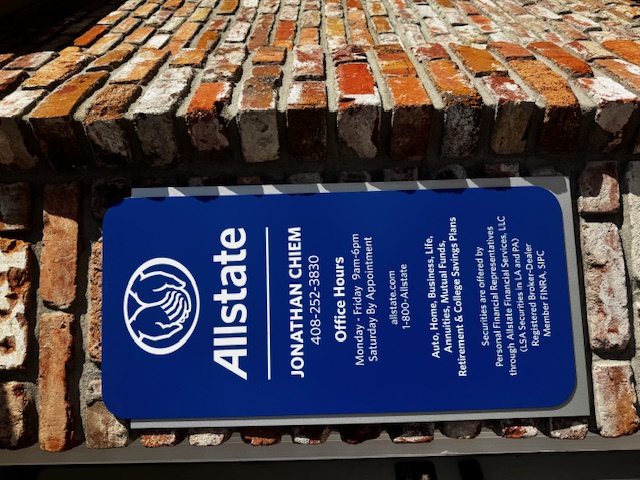 Allstate
JONATHAN CHIEM
408-252-3830
Office Hours
Monday - Friday 9am-6pm
Saturday By Appointment
allstate.com
1-800-Allstate
Auto, Home, Business, Life,
Annuities, Mutual Funds,
Retirement & College Savings Plans
Securities are offered by
Personal Financial Representatives
through Allstate Financial Services, LLC
(LSA Securities in LA and PA)
Registered Broker-Dealer
Member FINRA, SIPC